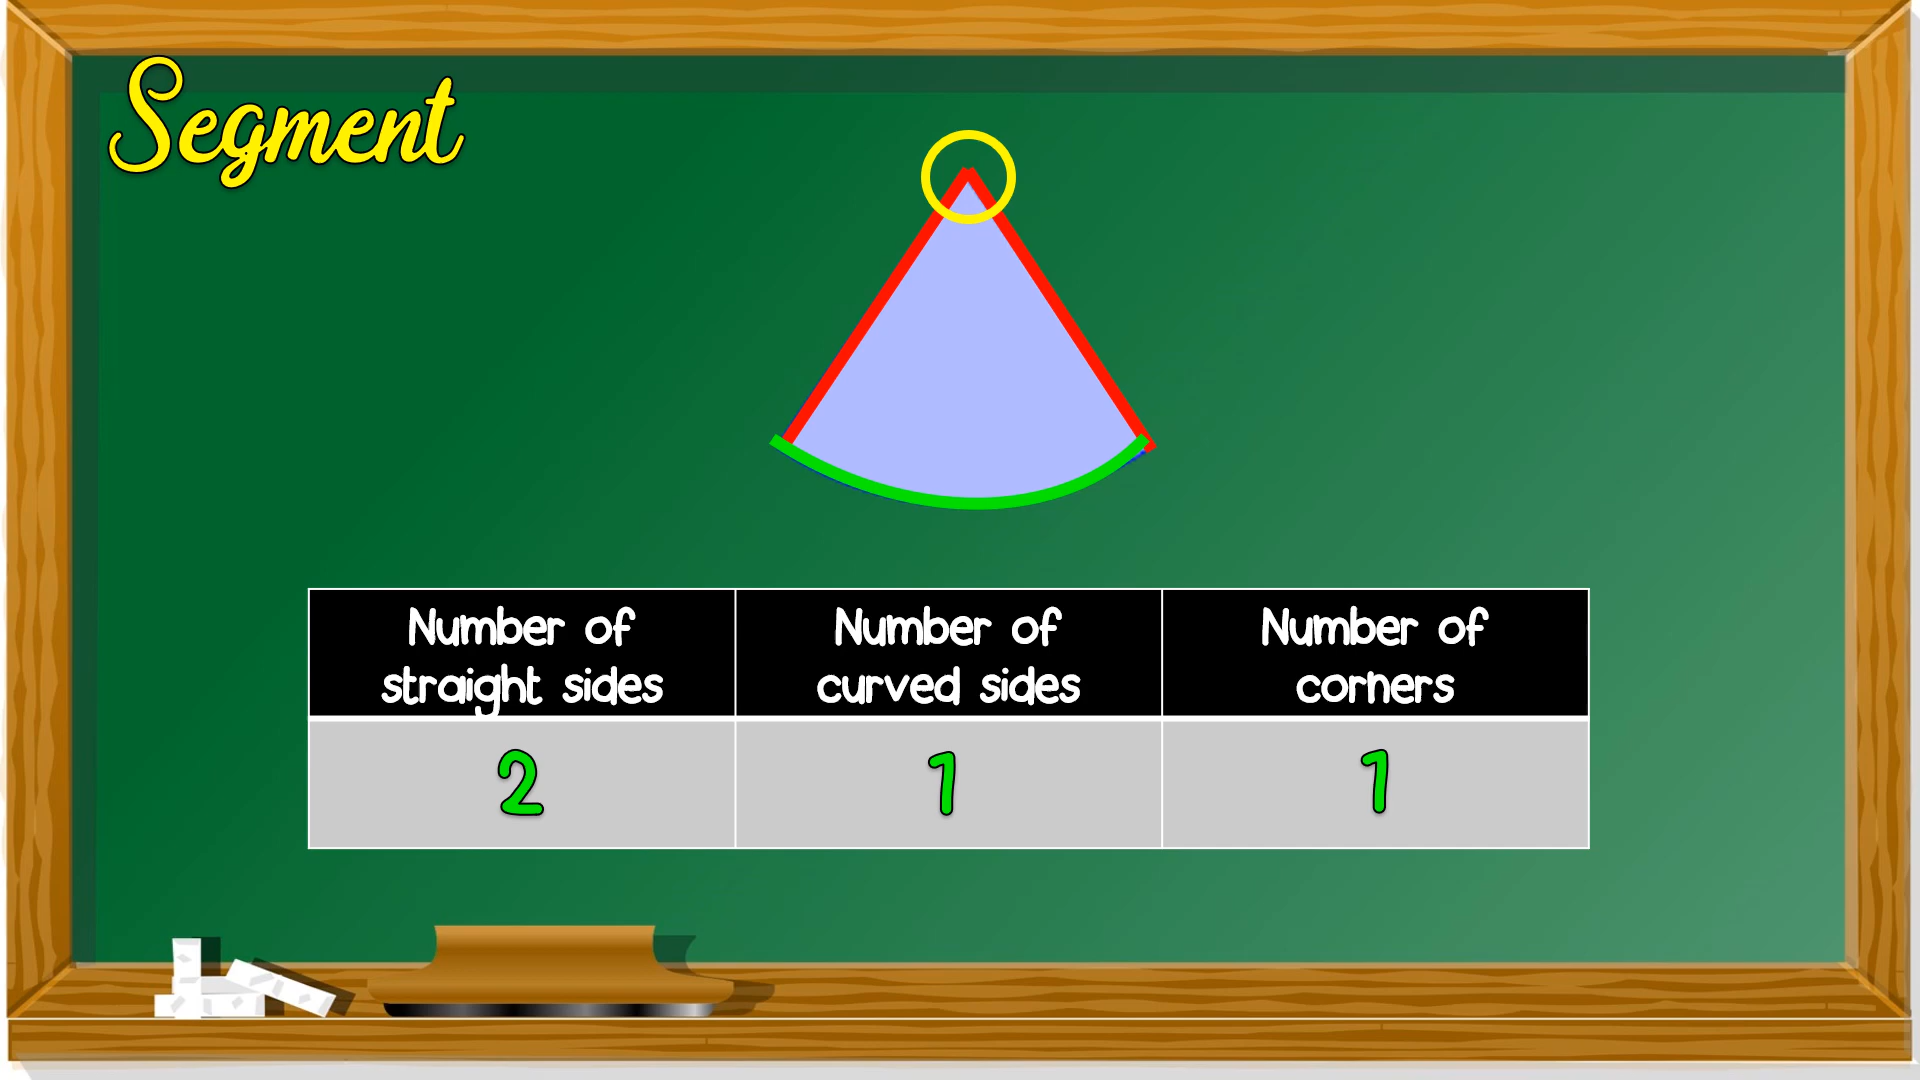 Segment
Number of straight sides
Number of curved sides
Number of corners
2
1
1